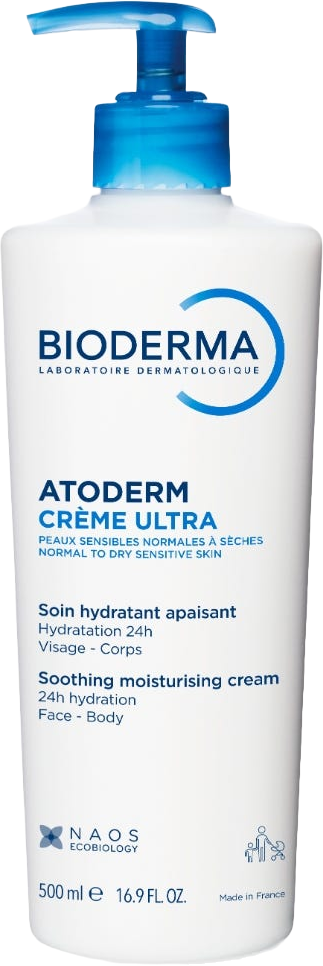 BIODERMA
LABORATOIRE DERMATOLOGIQUE
ATODERM
CRÈME ULTRA
PEAUX SENSIBLES NORMALES À SÈCHES
NORMAL TO DRY SENSITIVE SKIN
Soin hydratant apaisant
Hydratation 24h
Visage - Corps
Soothing moisturising cream
24h hydration
Face - Body
NAOS
ECOBIOLOGY
500 ml e 16.9 FL. OZ.
Made in France